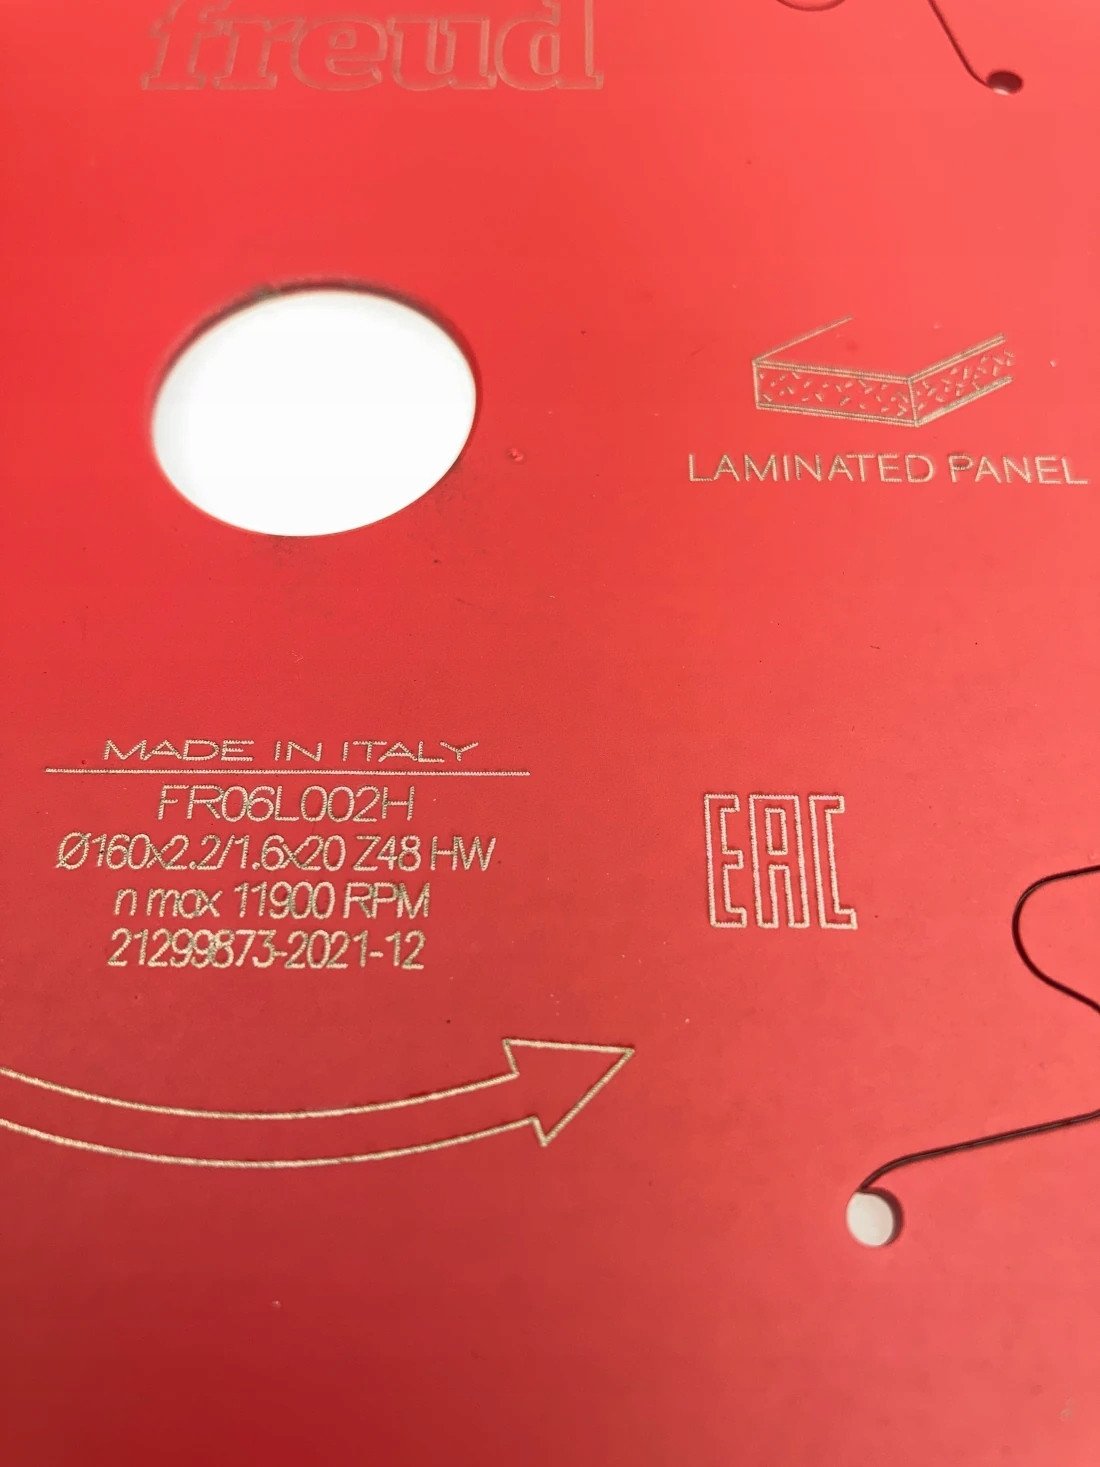 freud
LAMINATED PANEL
MADE IN ITALY
FR06L002H
Ø160x2.2/1.6x20 Z48 HW
n max 11900 RPM
21299873-2021-12
EAC